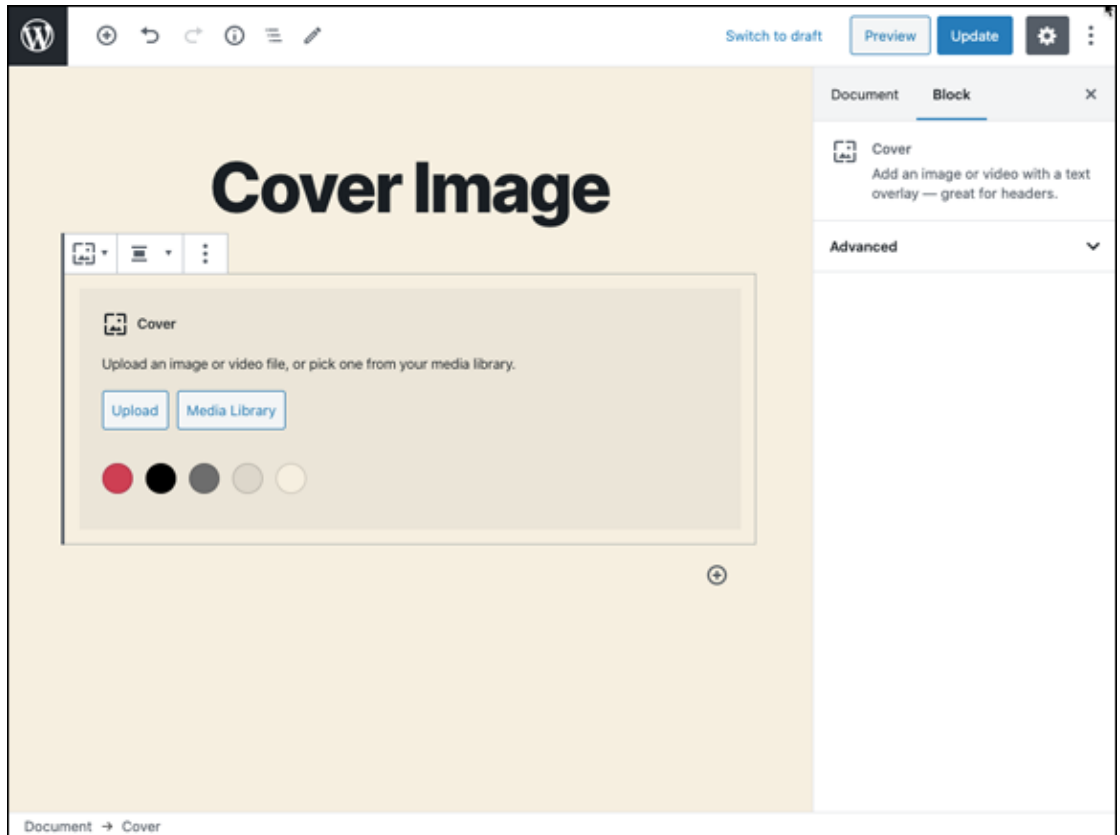 Switch to draft
Preview
Update
Document
Block
Cover
Add an image or video with a text
overlay — great for headers.
Advanced
Cover Image
Cover
Upload an image or video file, or pick one from your media library.
Upload
Media Library
Document → Cover